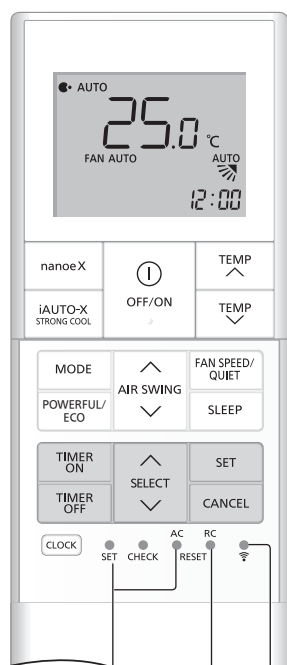 AUTO
25.0 ℃
FAN AUTO
AUTO
12:00
nanoe X
OFF/ON
TEMP
iAUTO-X
STRONG COOL
TEMP
MODE
AIR SWING
FAN SPEED/
QUIET
POWERFUL/
ECO
SLEEP
TIMER
ON
SELECT
SET
TIMER
OFF
CANCEL
CLOCK
SET
CHECK
AC
RC
RESET